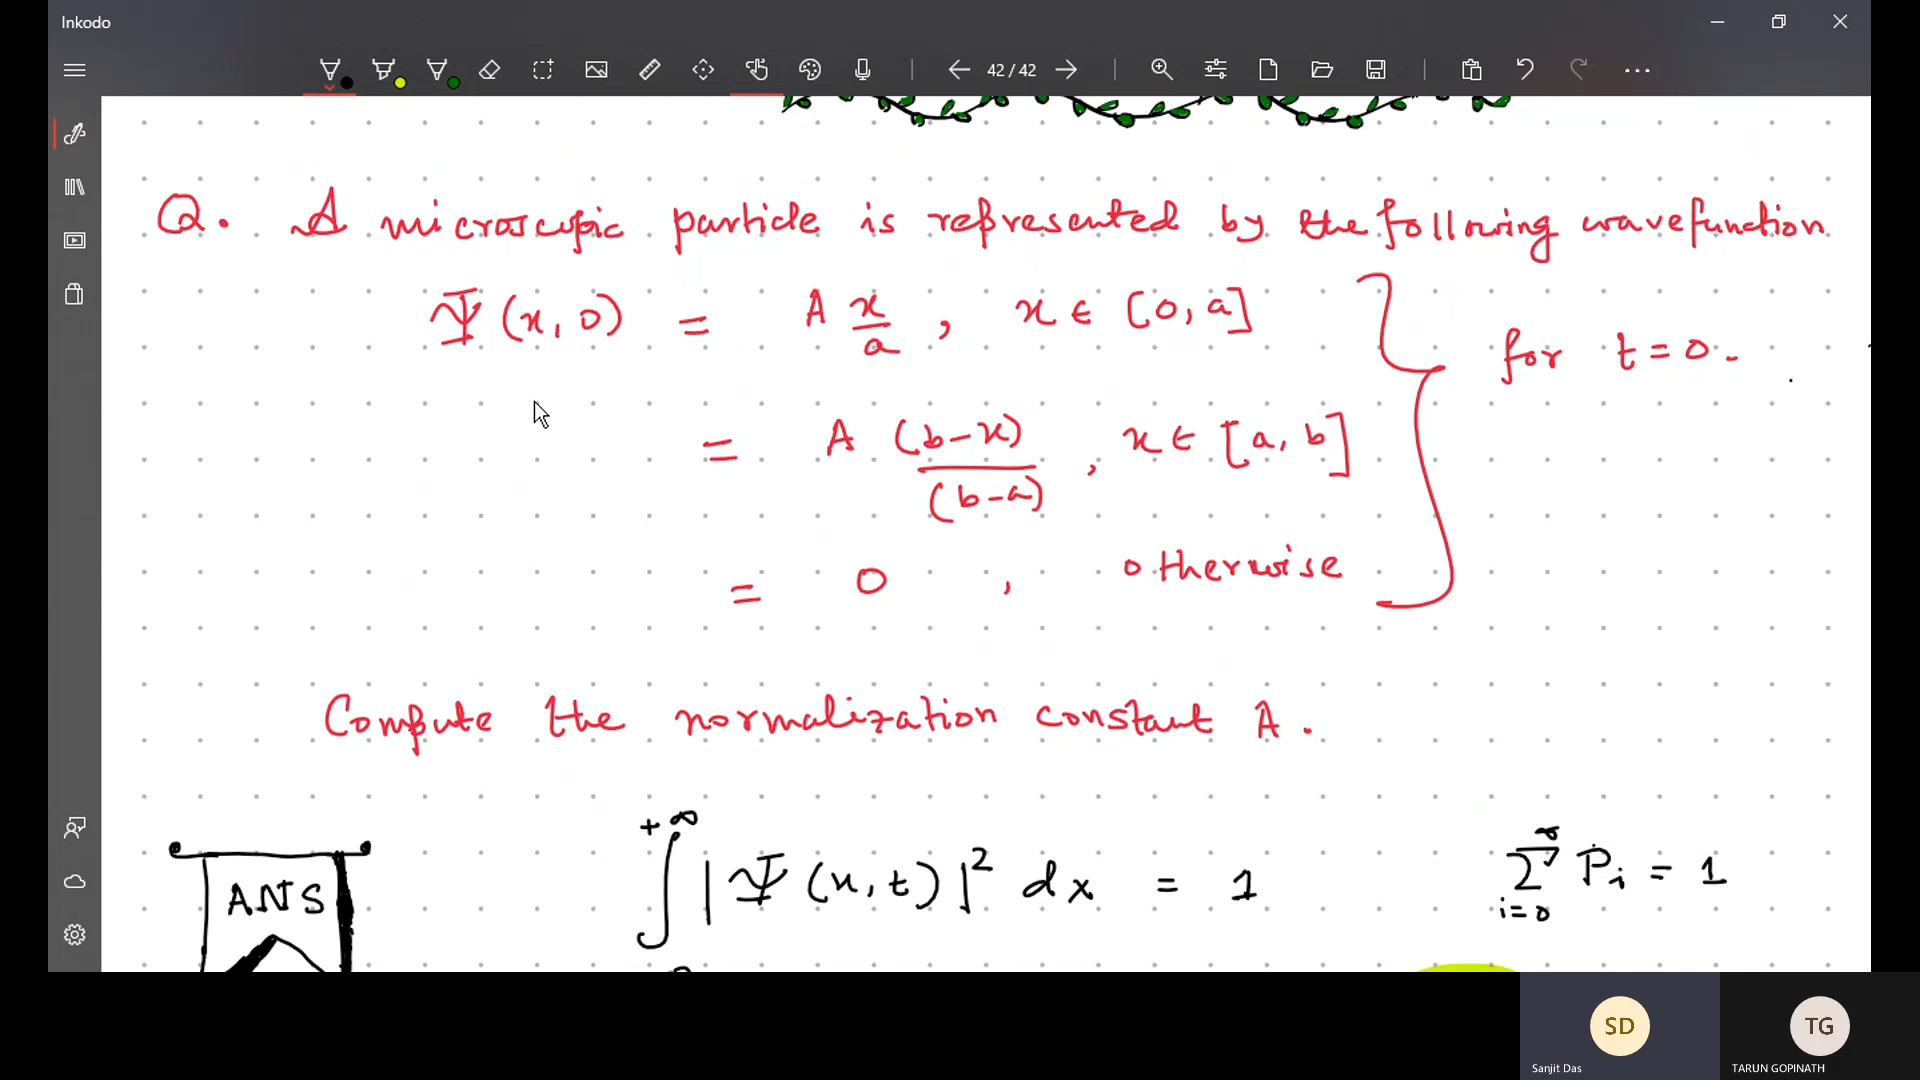 Inkodo
42 / 42
Q. A microscopic particle is represented by the following wavefunction
Ψ (x, 0) = A x/a , x ∈ [0, a]
for t = 0.
= A (b-x)/(b-a) , x ∈ [a, b]
= 0 , otherwise
Compute the normalization constant A.
+∞ ∫ |Ψ (x, t)|² dx = 1
∞ Σ i=0 Pi = 1
ANS
SD
TG
Sanjit Das
TARUN GOPINATH